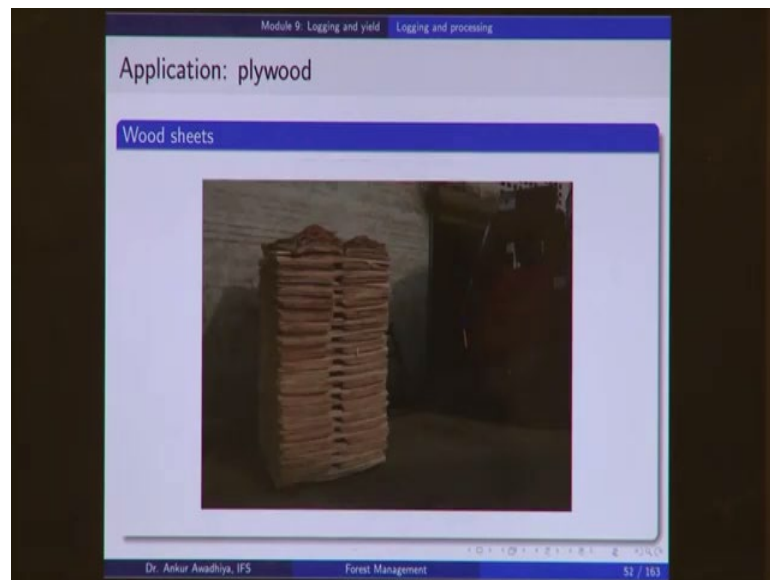 Module 9: Logging and yield Logging and processing
Application: plywood
Wood sheets
Dr. Ankur Awadhiya, IFS Forest Management 52 / 163